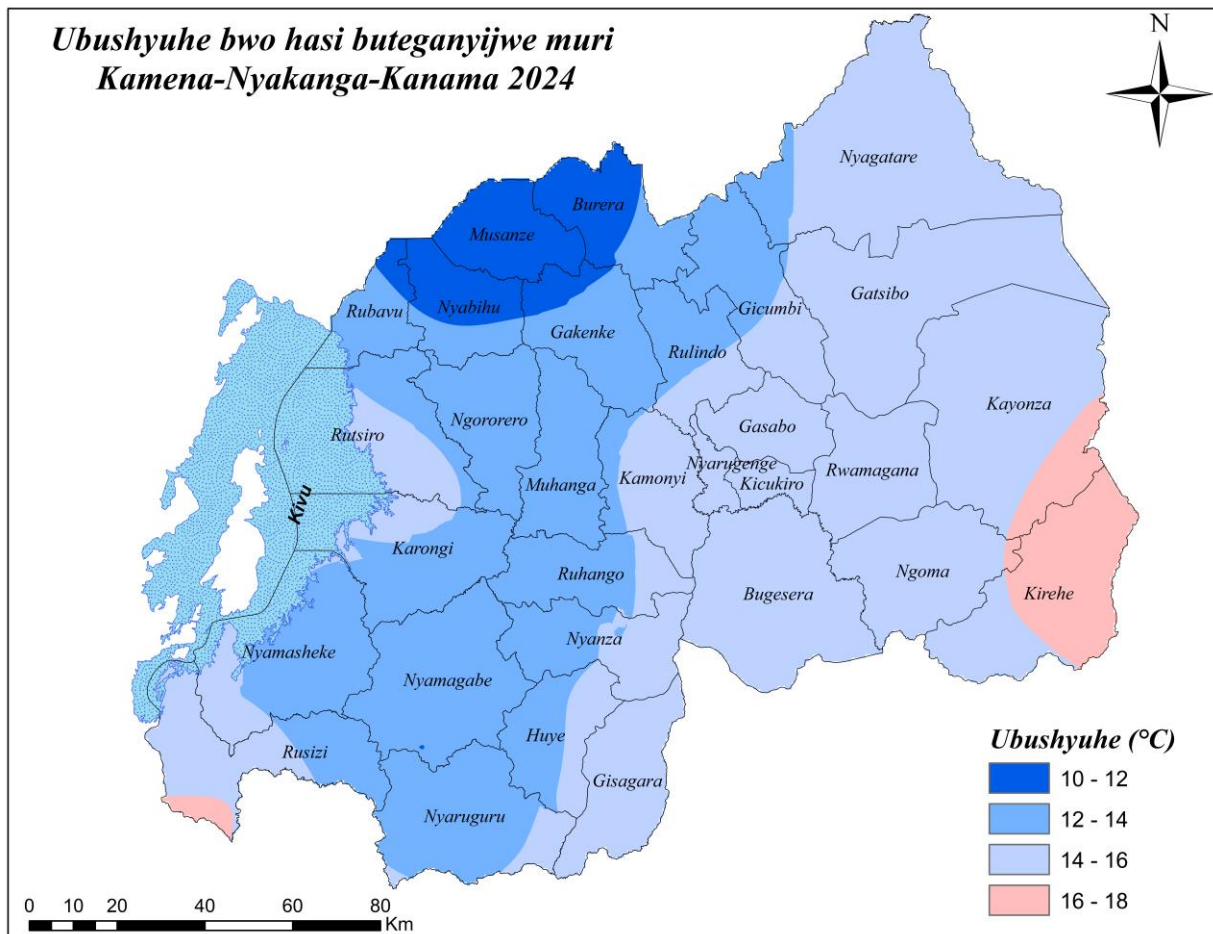 Ubushyuhe bwo hasi buteganyijwe muri
Kamena-Nyakanga-Kanama 2024
N
Nyagatare
Burera
Musanze
Gatsibo
Rubavu
Nyabihu
Gicumbi
Gakenke
Rulindo
Kayonza
Ngororero
Gasabo
Rutsiro
Nyarugenge
Rwamagana
Kamonyi
Kicukiro
Muhanga
Kivu
Karongi
Ruhango
Ngoma
Bugesera
Kirehe
Nyanza
Nyamasheke
Nyamagabe
Huye
Rusizi
Gisagara
Nyaruguru
Ubushyuhe (°C)
10 - 12
12 - 14
14 - 16
16 - 18
0 10 20 40 60 80
Km